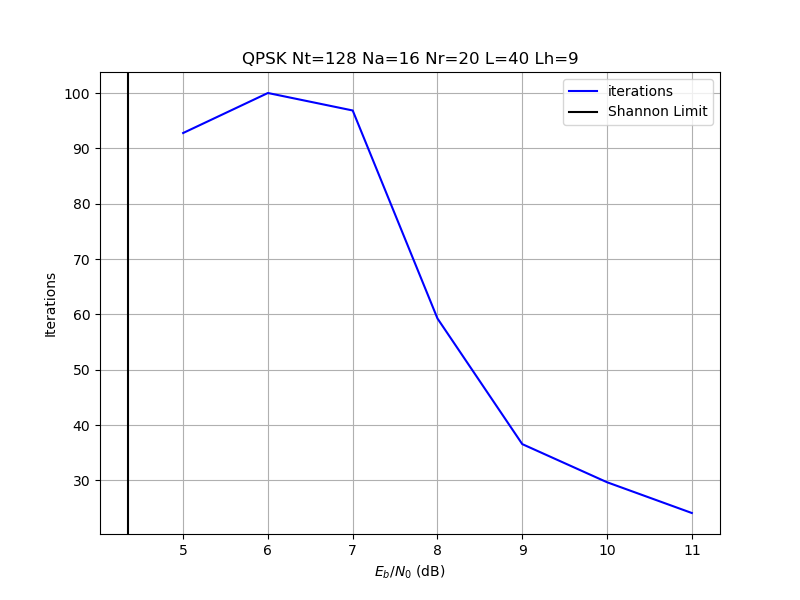 QPSK Nt=128 Na=16 Nr=20 L=40 Lh=9
iterations
Shannon Limit
100
90
80
70
60
50
40
30
Iterations
5 6 7 8 9 10 11
E_b/N_0 (dB)